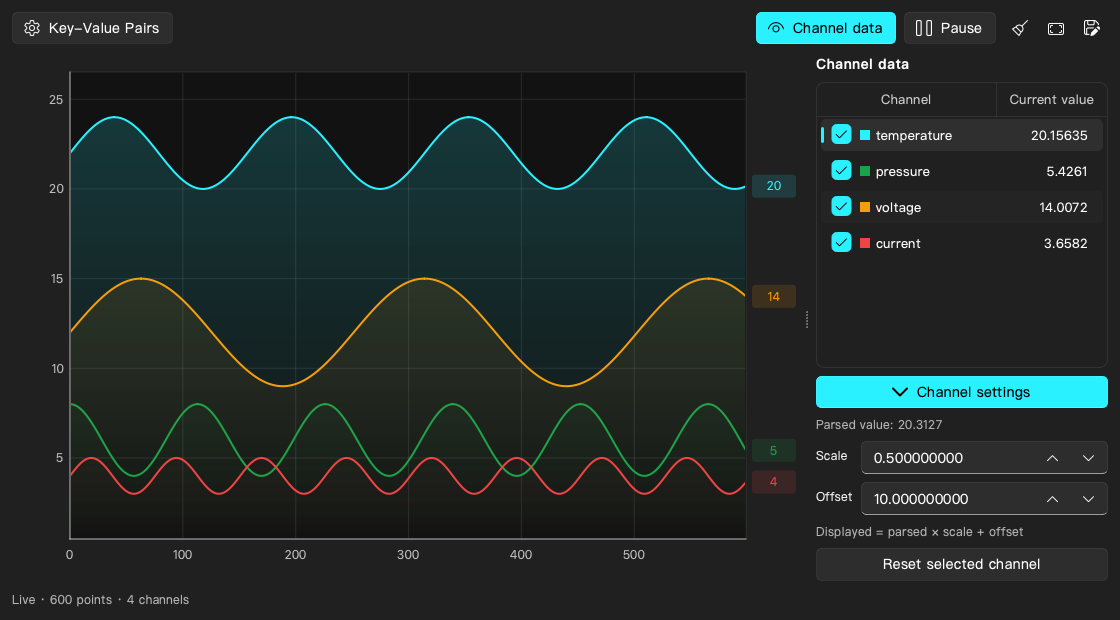 Key-Value Pairs
Channel data
Pause
Channel data
Channel
Current value
temperature 20.15635
pressure 5.4261
voltage 14.0072
current 3.6582
25
20
15
10
5
0 100 200 300 400 500
20
14
5
4
Channel settings
Parsed value: 20.3127
Scale 0.500000000
Offset 10.000000000
Displayed = parsed × scale + offset
Reset selected channel
Live · 600 points · 4 channels